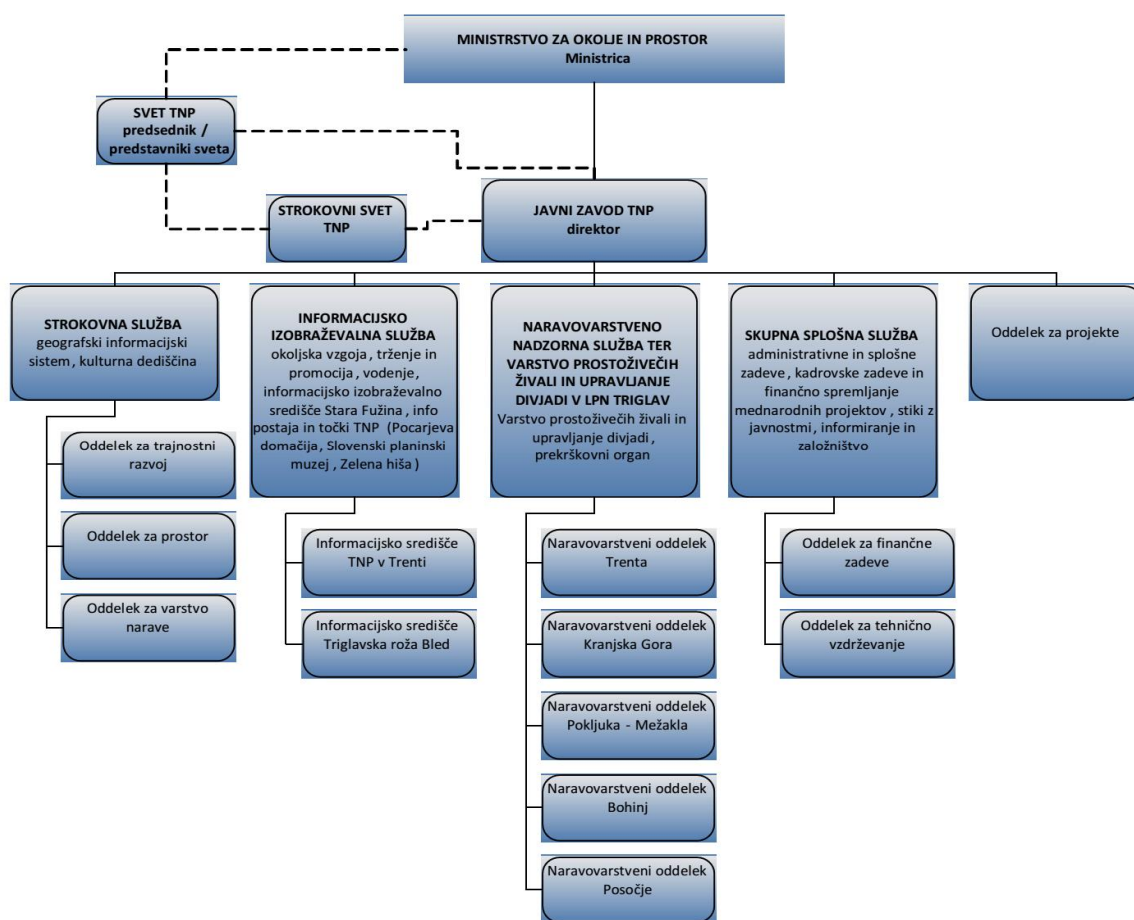 MINISTRSTVO ZA OKOLJE IN PROSTOR
Ministrica
SVET TNP
predsednik /
predstavniki sveta
STROKOVNI SVET
TNP
JAVNI ZAVOD TNP
direktor
STROKOVNA SLUŽBA
geografski informacijski
sistem , kulturna dediščina
Oddelek za trajnostni
razvoj
Oddelek za prostor
Oddelek za varstvo
narave
INFORMACIJSKO
IZOBRAŽEVALNA SLUŽBA
okoljska vzgoja , trženje in
promocija , vodenje ,
informacijsko izobraževalno
središče Stara Fužina , info
postaja in točki TNP (Pocarjeva
domačija , Slovenski planinski
muzej , Zelena hiša )
Informacijsko središče
TNP v Trenti
Informacijsko središče
Triglavska roža Bled
NARAVOVARSTVENO
NADZORNA SLUŽBA TER
VARSTVO PROSTOŽIVEČIH
ŽIVALI IN UPRAVLJANJE
DIVJADI V LPN TRIGLAV
Varstvo prostoživečih živali in
upravljanje divjadi ,
prekrškovni organ
Naravovarstveni oddelek
Trenta
Naravovarstveni oddelek
Kranjska Gora
Naravovarstveni oddelek
Pokljuka - Mežakla
Naravovarstveni oddelek
Bohinj
Naravovarstveni oddelek
Posočje
SKUPNA SPLOŠNA SLUŽBA
administrativne in splošne
zadeve , kadrovske zadeve in
finančno spremljanje
mednarodnih projektov , stiki z
javnostmi , informiranje in
založništvo
Oddelek za finančne
zadeve
Oddelek za tehnično
vzdrževanje
Oddelek za projekte